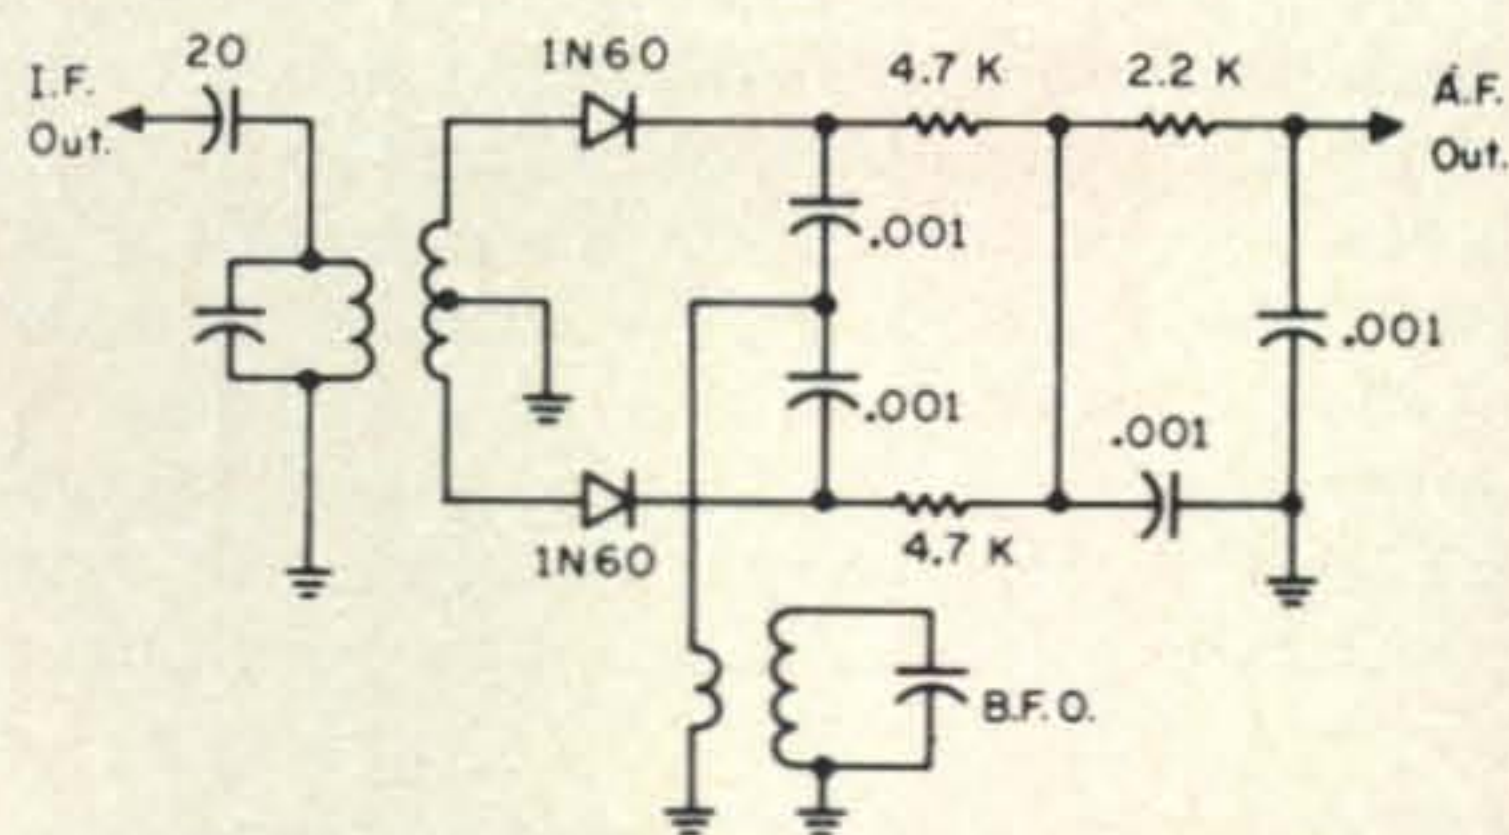 I.F.
Out.
20
1N60
4.7 K
2.2 K
A.F.
Out.
.001
.001
.001
.001
1N60
4.7 K
B.F.O.